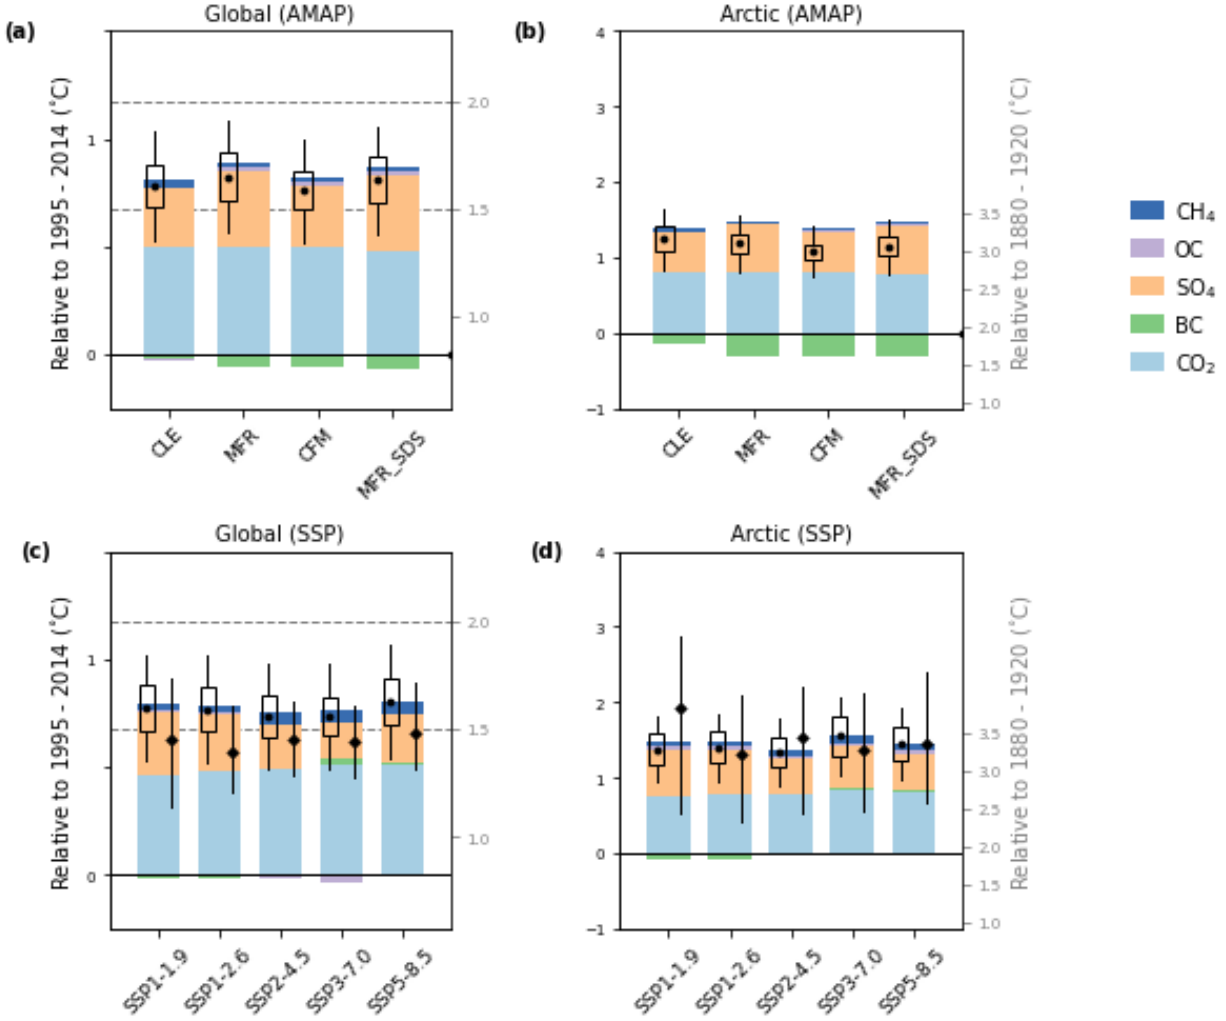 (a)
Global (AMAP)
Relative to 1995 - 2014 (˚C)
1
0
2.0
1.5
1.0
CLE
MFR
CFM
MFR_SDS
(b)
Arctic (AMAP)
4
3
2
1
0
−1
3.5
3.0
2.5
2.0
1.5
1.0
Relative to 1880 - 1920 (˚C)
CLE
MFR
CFM
MFR_SDS
CH₄
OC
SO₄
BC
CO₂
(c)
Global (SSP)
Relative to 1995 - 2014 (˚C)
1
0
2.0
1.5
1.0
SSP1-1.9
SSP1-2.6
SSP2-4.5
SSP3-7.0
SSP5-8.5
(d)
Arctic (SSP)
4
3
2
1
0
−1
3.5
3.0
2.5
2.0
1.5
1.0
Relative to 1880 - 1920 (˚C)
SSP1-1.9
SSP1-2.6
SSP2-4.5
SSP3-7.0
SSP5-8.5